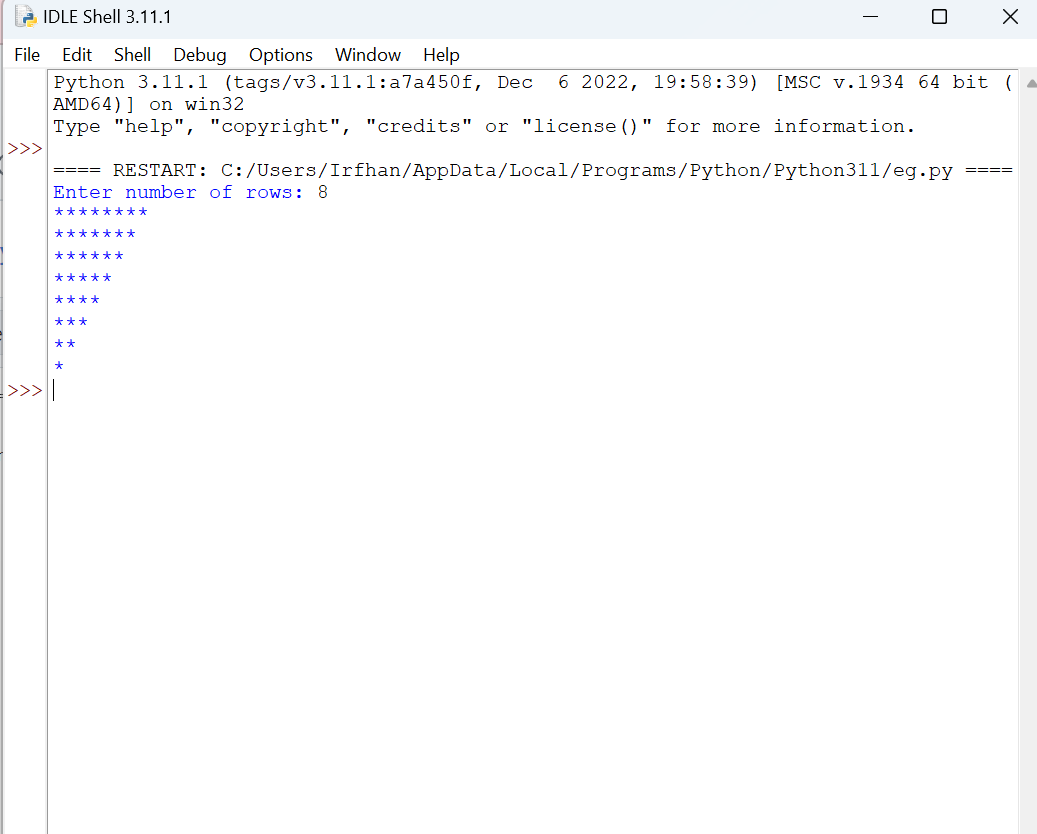 IDLE Shell 3.11.1
File Edit Shell Debug Options Window Help
Python 3.11.1 (tags/v3.11.1:a7a450f, Dec  6 2022, 19:58:39) [MSC v.1934 64 bit (
AMD64)] on win32
Type "help", "copyright", "credits" or "license()" for more information.
>>>
==== RESTART: C:/Users/Irfhan/AppData/Local/Programs/Python/Python311/eg.py ====
Enter number of rows: 8
********
*******
******
*****
****
***
**
*
>>>